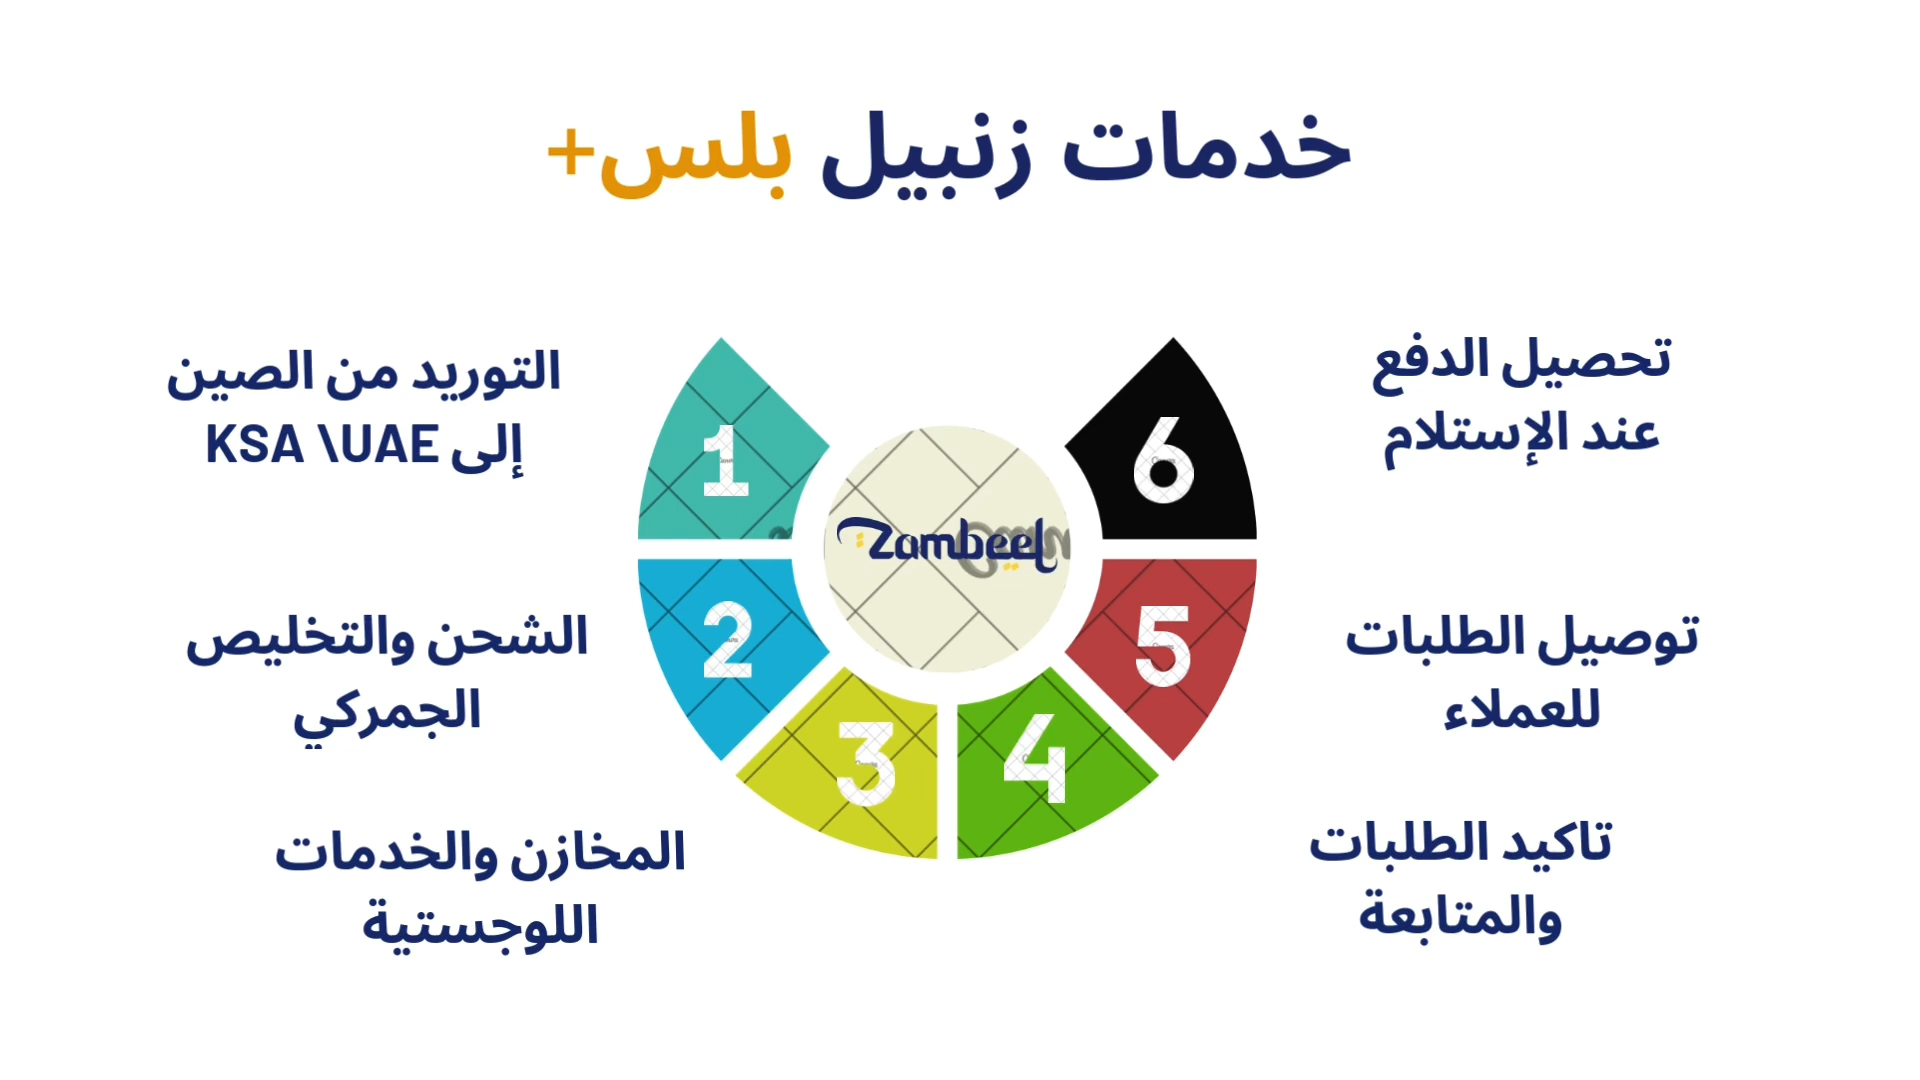 خدمات زنبيل بلس+
1
التوريد من الصين
إلى KSA \UAE
2
الشحن والتخليص
الجمركي
3
المخازن والخدمات
اللوجستية
4
تاكيد الطلبات
والمتابعة
5
توصيل الطلبات
للعملاء
6
تحصيل الدفع
عند الإستلام
Zambeel